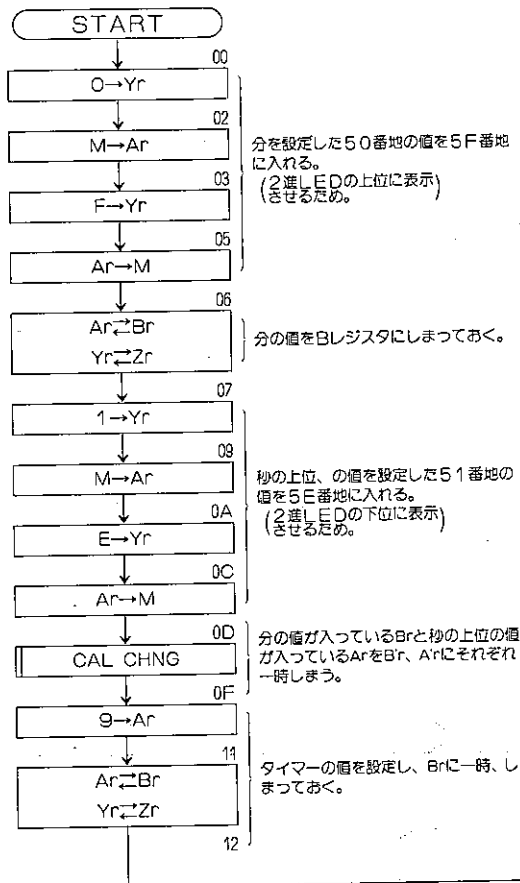 START
00
0→Yr
02
M→Ar
03
F→Yr
05
Ar→M
分を設定した50番地の値を5F番地
に入れる。
(2進LEDの上位に表示
させるため。)
06
Ar⇄Br
Yr⇄Zr
分の値をBレジスタにしまっておく。
07
1→Yr
09
M→Ar
0A
E→Yr
0C
Ar→M
秒の上位、の値を設定した51番地の
値を5E番地に入れる。
(2進LEDの下位に表示
させるため。)
0D
CAL CHNG
分の値が入っているBrと秒の上位の値
が入っているArをB'r、A'rにそれぞれ
一時しまう。
0F
9→Ar
11
Ar⇄Br
Yr⇄Zr
タイマーの値を設定し、Brに一時、し
まっておく。
12